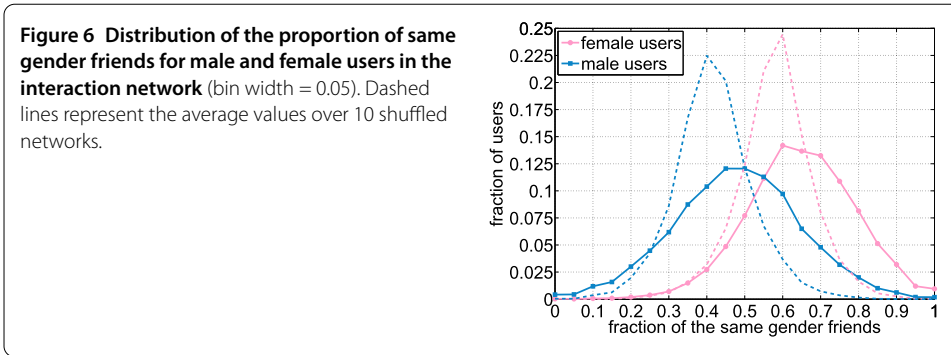 Figure 6 Distribution of the proportion of same
gender friends for male and female users in the
interaction network (bin width = 0.05). Dashed
lines represent the average values over 10 shuffled
networks.
fraction of users
0.25
0.225
0.2
0.175
0.15
0.125
0.1
0.075
0.05
0.025
0
female users
male users
0 0.1 0.2 0.3 0.4 0.5 0.6 0.7 0.8 0.9 1
fraction of the same gender friends